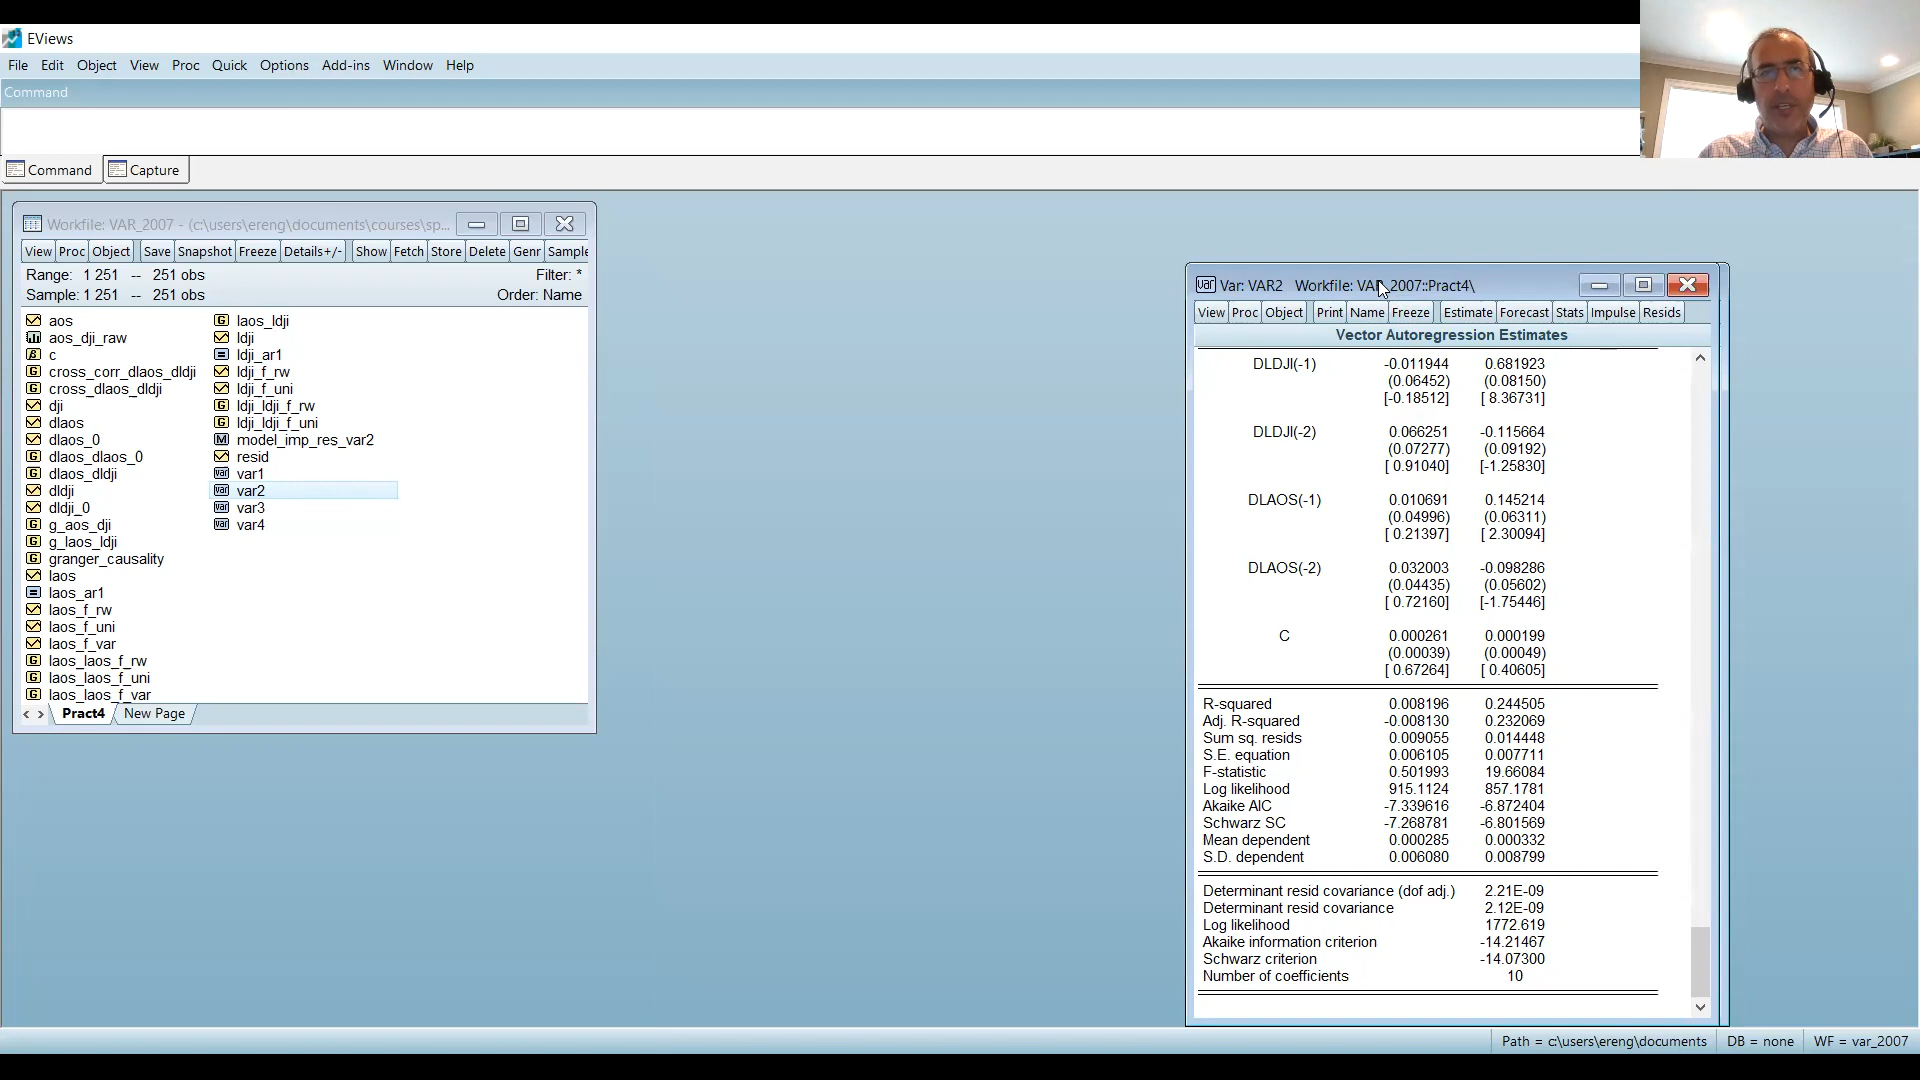 EViews
File Edit Object View Proc Quick Options Add-ins Window Help
Command
Command Capture
Workfile: VAR_2007 - (c:\users\ereng\documents\courses\sp...
View Proc Object Save Snapshot Freeze Details+/- Show Fetch Store Delete Genr Sample
Range: 1 251 -- 251 obs Filter: *
Sample: 1 251 -- 251 obs Order: Name
aos
aos_dji_raw
c
cross_corr_dlaos_dldji
cross_dlaos_dldji
dji
dlaos
dlaos_0
dlaos_dlaos_0
dlaos_dldji
dldji
dldji_0
g_aos_dji
g_laos_ldji
granger_causality
laos
laos_ar1
laos_f_rw
laos_f_uni
laos_f_var
laos_laos_f_rw
laos_laos_f_uni
laos_laos_f_var
laos_ldji
ldji
ldji_ar1
ldji_f_rw
ldji_f_uni
ldji_ldji_f_rw
ldji_ldji_f_uni
model_imp_res_var2
resid
var1
var2
var3
var4
Pract4 New Page
Var: VAR2 Workfile: VAR_2007::Pract4\
View Proc Object Print Name Freeze Estimate Forecast Stats Impulse Resids
Vector Autoregression Estimates
DLDJI(-1) -0.011944 0.681923
(0.06452) (0.08150)
[-0.18512] [ 8.36731]
DLDJI(-2) 0.066251 -0.115664
(0.07277) (0.09192)
[ 0.91040] [-1.25830]
DLAOS(-1) 0.010691 0.145214
(0.04996) (0.06311)
[ 0.21397] [ 2.30094]
DLAOS(-2) 0.032003 -0.098286
(0.04435) (0.05602)
[ 0.72160] [-1.75446]
C 0.000261 0.000199
(0.00039) (0.00049)
[ 0.67264] [ 0.40605]
R-squared 0.008196 0.244505
Adj. R-squared -0.008130 0.232069
Sum sq. resids 0.009055 0.014448
S.E. equation 0.006105 0.007711
F-statistic 0.501993 19.66084
Log likelihood 915.1124 857.1781
Akaike AIC -7.339616 -6.872404
Schwarz SC -7.268781 -6.801569
Mean dependent 0.000285 0.000332
S.D. dependent 0.006080 0.008799
Determinant resid covariance (dof adj.) 2.21E-09
Determinant resid covariance 2.12E-09
Log likelihood 1772.619
Akaike information criterion -14.21467
Schwarz criterion -14.07300
Number of coefficients 10
Path = c:\users\ereng\documents DB = none WF = var_2007